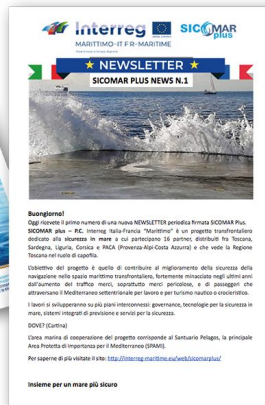 Interreg
SICOMAR plus
MARITTIMO-IT FR-MARITIME
NEWSLETTER
SICOMAR PLUS NEWS N.1
Buongiorno!
Oggi ricevete il primo numero di una nuova NEWSLETTER periodica firmata SICOMAR Plus.
SICOMAR plus – P.C. Interreg Italia-Francia "Marittimo" è un progetto transfrontaliero
dedicato alla sicurezza in mare a cui partecipano 16 partner, distribuiti fra Toscana,
Sardegna, Liguria, Corsica e PACA (Provenza-Alpi-Costa Azzurra) e che vede la Regione
Toscana nel ruolo di capofila.
L'obiettivo del progetto è quello di contribuire al miglioramento della sicurezza della
navigazione nello spazio marittimo transfrontaliero, fortemente minacciato negli ultimi anni
dall'aumento del traffico merci, soprattutto merci pericolose, e di passeggeri che
attraversano il Mediterraneo settentrionale per lavoro e per turismo nautico o crocieristico.
I lavori si svilupperanno su più piani interconnessi: governance, tecnologie per la sicurezza in
mare, sistemi integrati di previsione e servizi per la sicurezza.
DOVE? (Cartina)
L'area marina di cooperazione del progetto corrisponde al Santuario Pelagos, la principale
Area Protetta di Importanza per il Mediterraneo (SPAMI).
Per saperne di più visitate il sito: http://interreg-maritime.eu/web/sicomarplus/
Insieme per un mare più sicuro